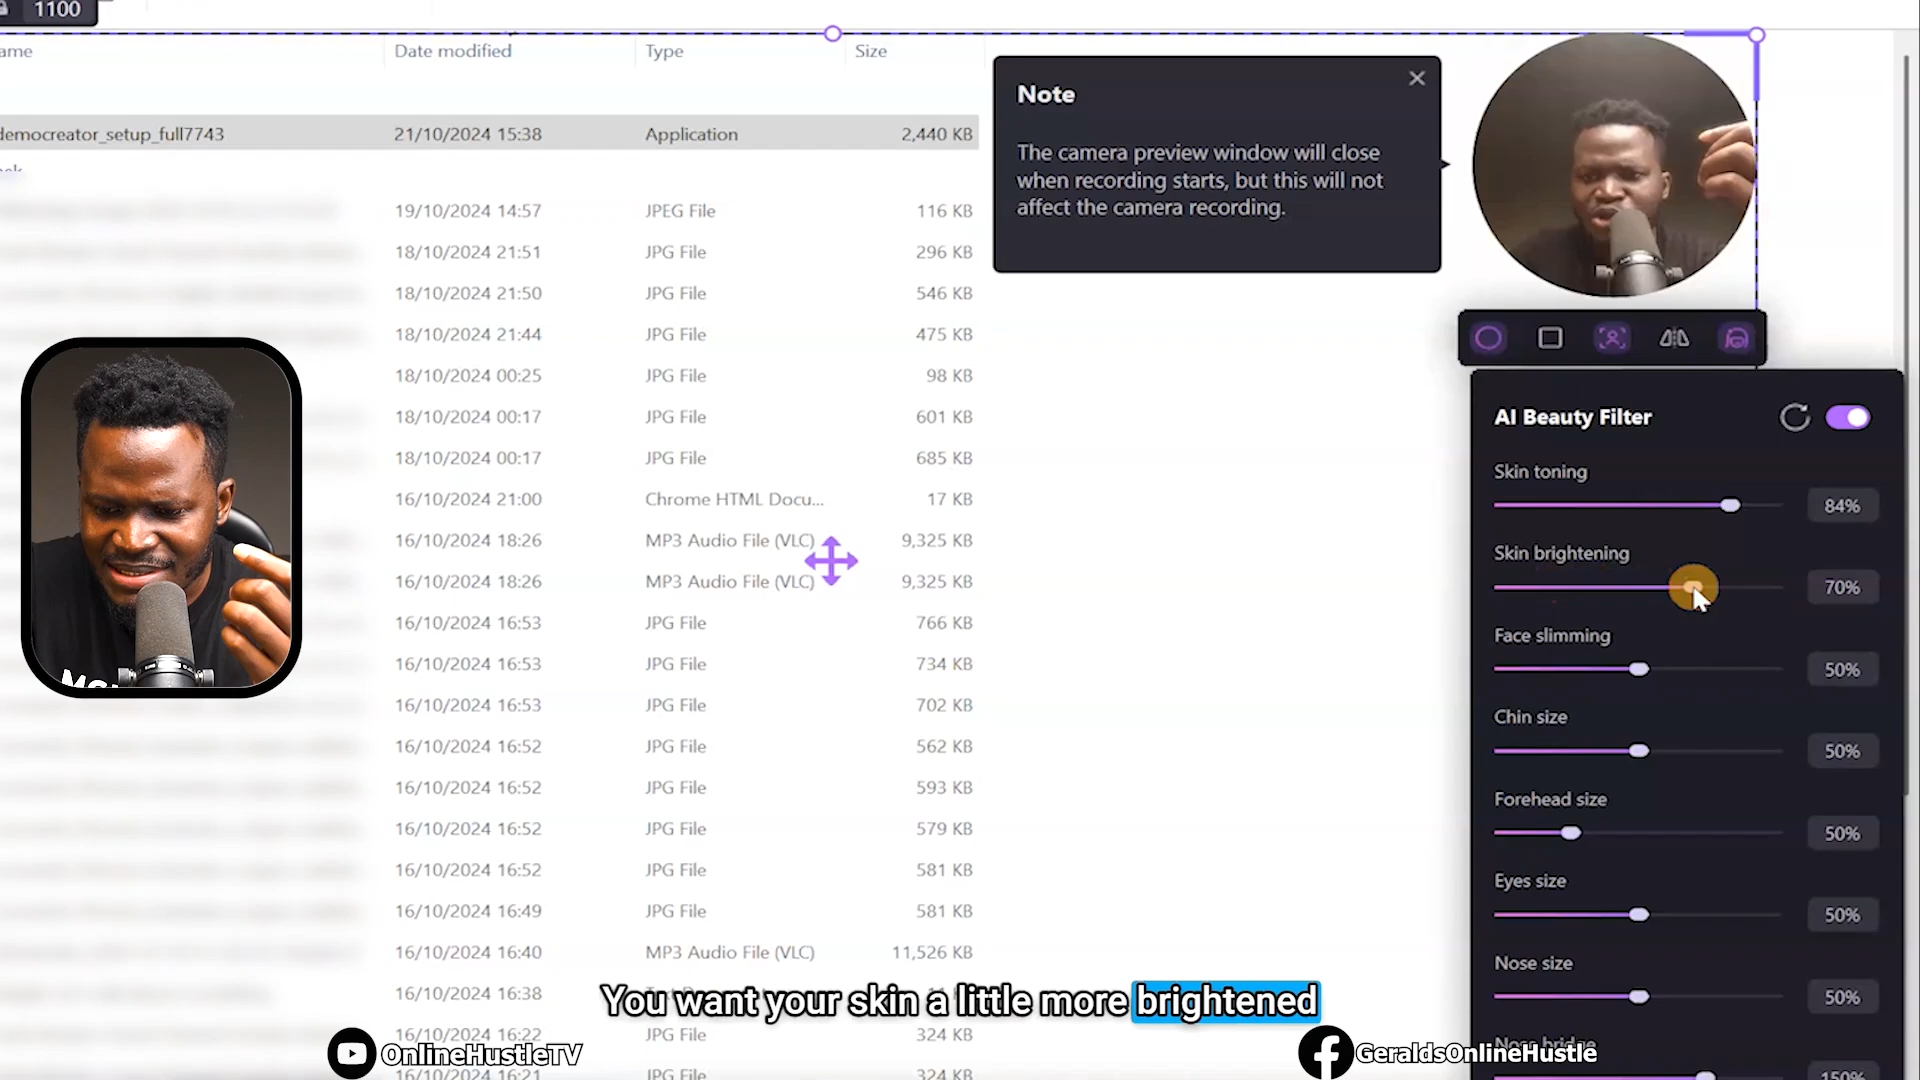 1100
ame Date modified Type Size
democreator_setup_full7743 21/10/2024 15:38 Application 2,440 KB
19/10/2024 14:57 JPEG File 116 KB
18/10/2024 21:51 JPG File 296 KB
18/10/2024 21:50 JPG File 546 KB
18/10/2024 21:44 JPG File 475 KB
18/10/2024 00:25 JPG File 98 KB
18/10/2024 00:17 JPG File 601 KB
18/10/2024 00:17 JPG File 685 KB
16/10/2024 21:00 Chrome HTML Docu... 17 KB
16/10/2024 18:26 MP3 Audio File (VLC) 9,325 KB
16/10/2024 18:26 MP3 Audio File (VLC) 9,325 KB
16/10/2024 16:53 JPG File 766 KB
16/10/2024 16:53 JPG File 734 KB
16/10/2024 16:53 JPG File 702 KB
16/10/2024 16:52 JPG File 562 KB
16/10/2024 16:52 JPG File 593 KB
16/10/2024 16:52 JPG File 579 KB
16/10/2024 16:52 JPG File 581 KB
16/10/2024 16:49 JPG File 581 KB
16/10/2024 16:40 MP3 Audio File (VLC) 11,526 KB
16/10/2024 16:38
16/10/2024 16:22 JPG File 324 KB
16/10/2024 16:21 JPG File 324 KB
Note
The camera preview window will close
when recording starts, but this will not
affect the camera recording.
AI Beauty Filter
Skin toning
84%
Skin brightening
70%
Face slimming
50%
Chin size
50%
Forehead size
50%
Eyes size
50%
Nose size
50%
Nose bridge
150%
You want your skin a little more brightened
OnlineHustleTV
GeraldsOnlineHustle